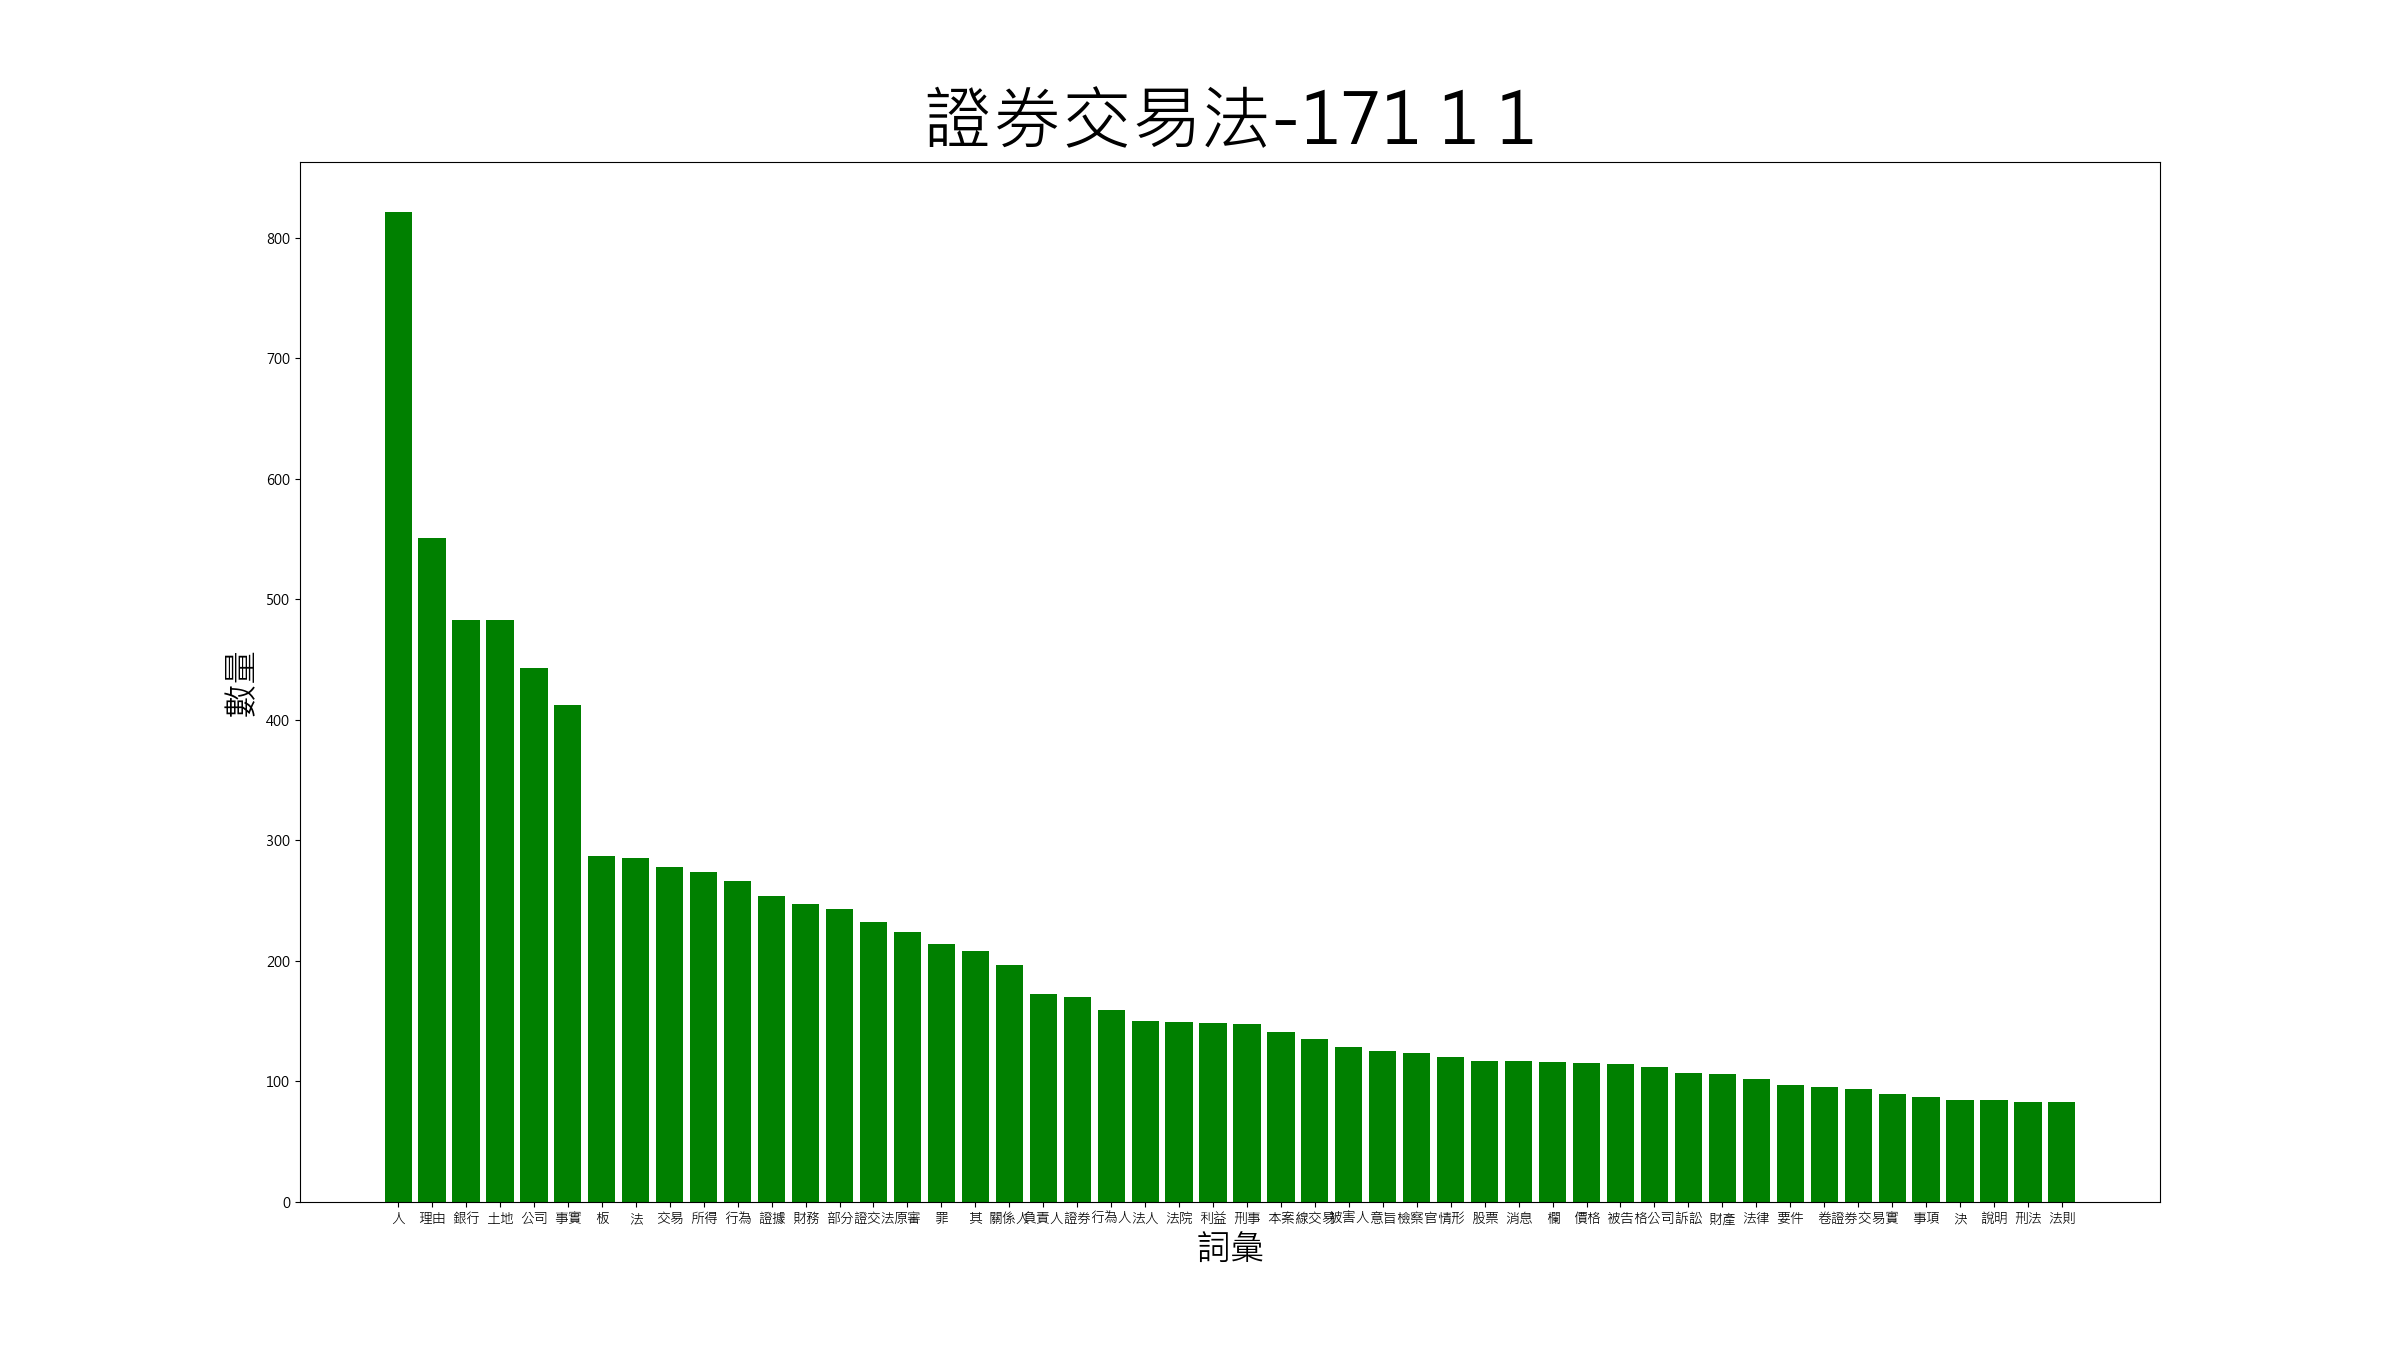 證券交易法-171 1 1
800
700
600
500
400
300
200
100
0
數量
人 理由 銀行 土地 公司 事實 板 法 交易 所得 行為 證據 財務 部分 證交法 原審 罪 其 關係人 負責人 證券 行為人 法人 法院 利益 刑事 本案 線交易 被害人 意旨 檢察官 情形 股票 消息 欄 價格 被告 格公司 訴訟 財產 法律 要件 卷 證券交易 實 事項 決 說明 刑法 法則
詞彙